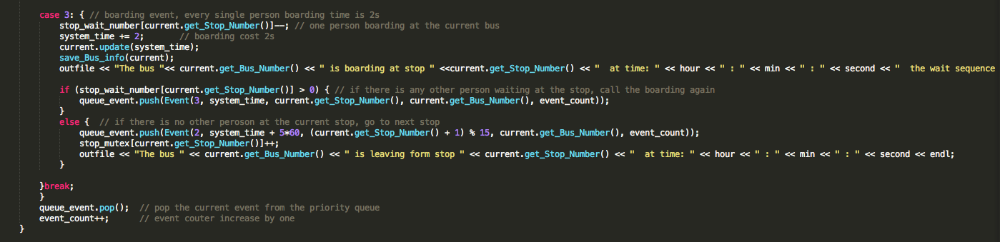 case 3: { // boarding event, every single person boarding time is 2s
stop_wait_number[current.get_Stop_Number()]--; // one person boarding at the current bus
system_time += 2;       // boarding cost 2s
current.update(system_time);
save_Bus_info(current);
outfile << "The bus "<< current.get_Bus_Number() << " is boarding at stop " <<current.get_Stop_Number() << "  at time: " << hour << " : " << min << " : " << second << "  the wait sequence
if (stop_wait_number[current.get_Stop_Number()] > 0) { // if there is any other person waiting at the stop, call the boarding again
queue_event.push(Event(3, system_time, current.get_Stop_Number(), current.get_Bus_Number(), event_count));
}
else {  // if there is no other peroson at the current stop, go to next stop
queue_event.push(Event(2, system_time + 5*60, (current.get_Stop_Number() + 1) % 15, current.get_Bus_Number(), event_count));
stop_mutex[current.get_Stop_Number()]++;
outfile << "The bus " << current.get_Bus_Number() << " is leaving form stop " << current.get_Stop_Number() << "  at time: " << hour << " : " << min << " : " << second << endl;
}
}break;
}
queue_event.pop();  // pop the current event from the priority queue
event_count++;      // event couter increase by one
}